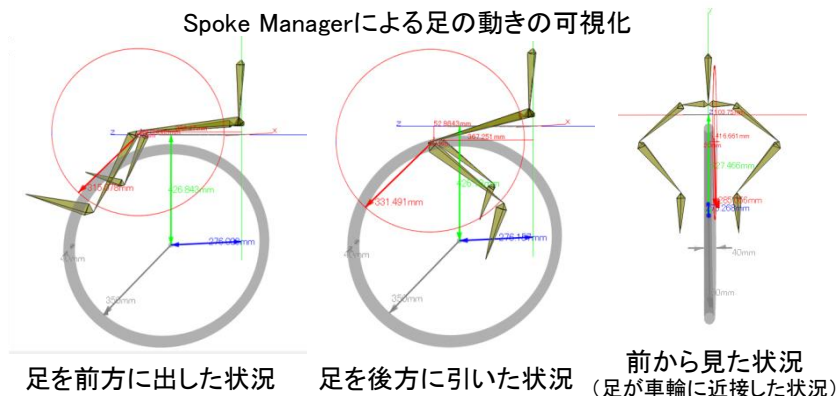 Spoke Managerによる足の動きの可視化
z
x
426.843mm
276.098mm
40mm
350mm
z
x
52.8843mm
331.491mm
276.157mm
40mm
350mm
y
40mm
足を前方に出した状況
足を後方に引いた状況
前から見た状況
(足が車輪に近接した状況)